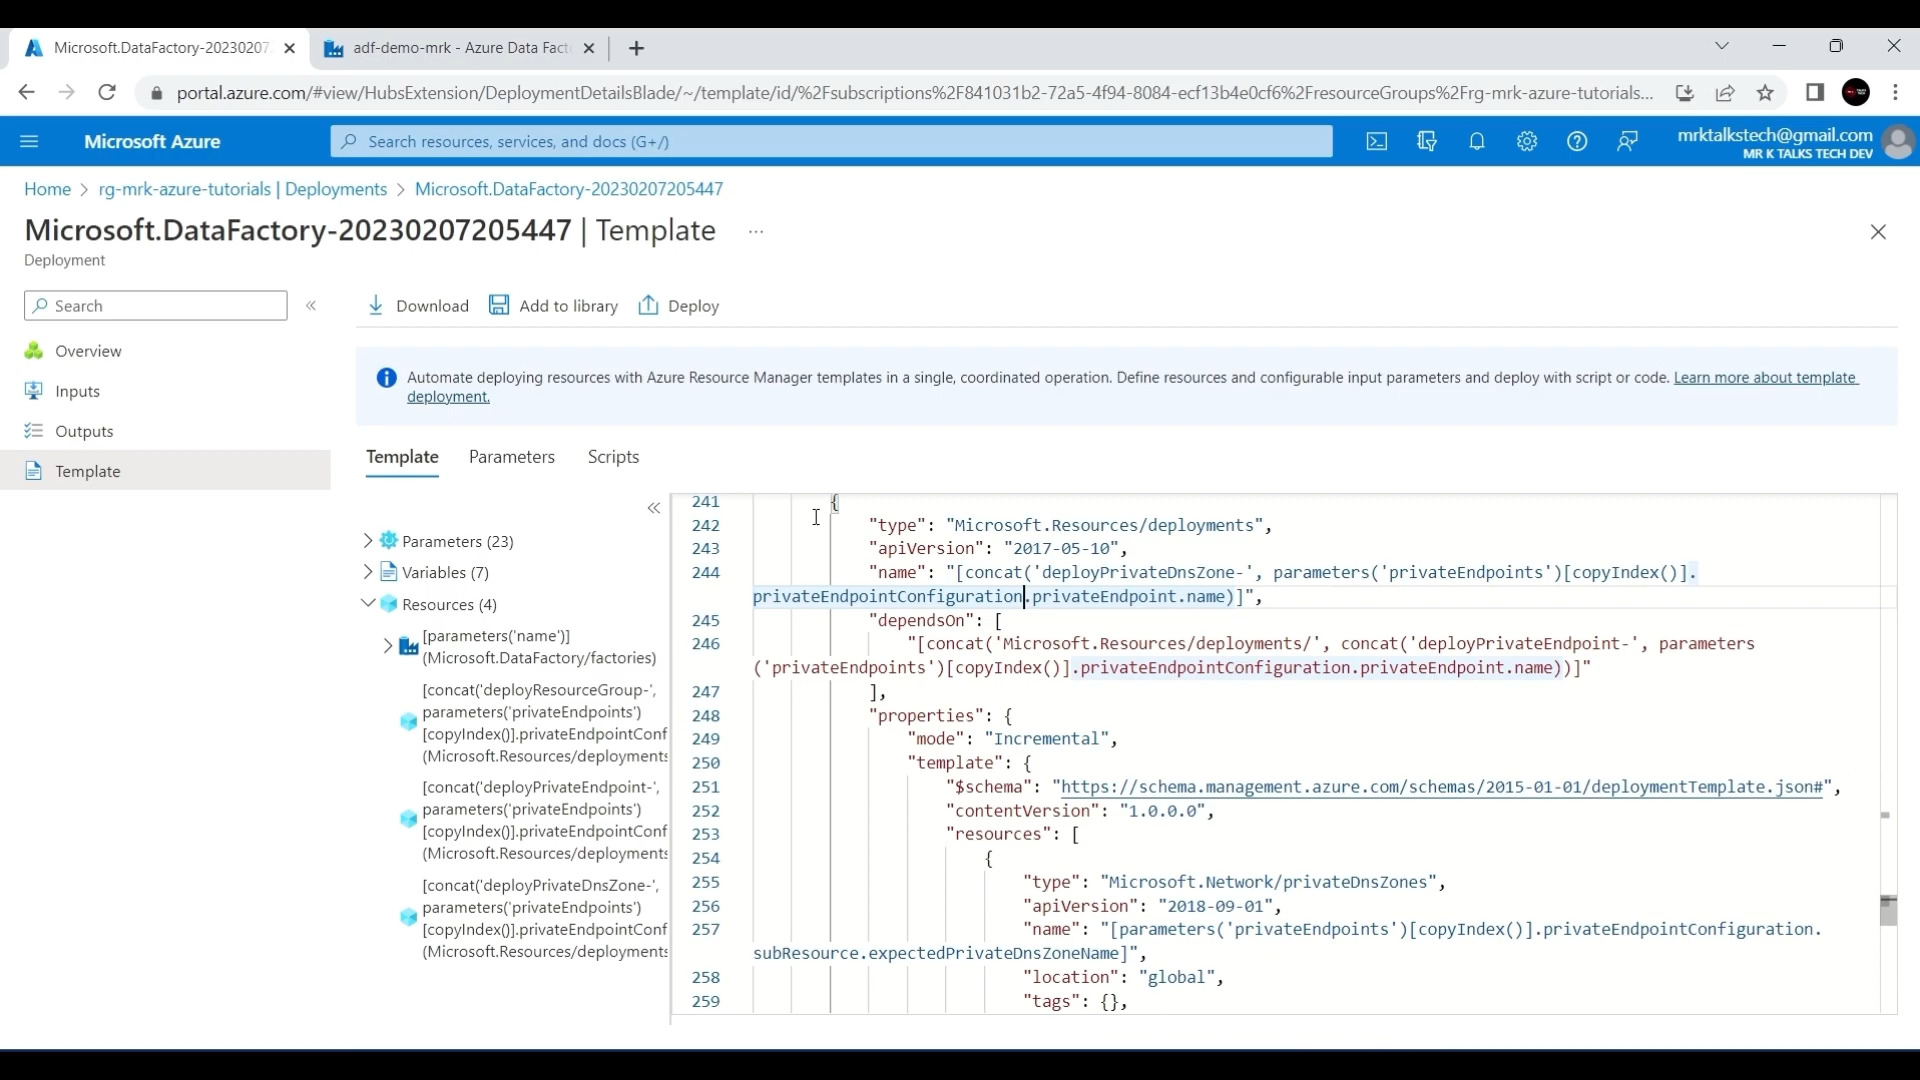 Microsoft.DataFactory-20230207
adf-demo-mrk - Azure Data Fact
portal.azure.com/#view/HubsExtension/DeploymentDetailsBlade/~/template/id/%2Fsubscriptions%2F841031b2-72a5-4f94-8084-ecf13b4e0cf6%2FresourceGroups%2Frg-mrk-azure-tutorials...
Microsoft Azure
Search resources, services, and docs (G+/)
mrktalkstech@gmail.com
MR K TALKS TECH DEV
Home > rg-mrk-azure-tutorials | Deployments > Microsoft.DataFactory-20230207205447
Microsoft.DataFactory-20230207205447 | Template ...
Deployment
Search
«
Overview
Inputs
Outputs
Template
Download
Add to library
Deploy
Automate deploying resources with Azure Resource Manager templates in a single, coordinated operation. Define resources and configurable input parameters and deploy with script or code. Learn more about template
deployment.
Template Parameters Scripts
«
Parameters (23)
Variables (7)
Resources (4)
[parameters('name')]
(Microsoft.DataFactory/factories)
[concat('deployResourceGroup-',
parameters('privateEndpoints')
[copyIndex()].privateEndpointConf
(Microsoft.Resources/deployments
[concat('deployPrivateEndpoint-',
parameters('privateEndpoints')
[copyIndex()].privateEndpointConf
(Microsoft.Resources/deployments
[concat('deployPrivateDnsZone-',
parameters('privateEndpoints')
[copyIndex()].privateEndpointConf
(Microsoft.Resources/deployments
241 {
242 "type": "Microsoft.Resources/deployments",
243 "apiVersion": "2017-05-10",
244 "name": "[concat('deployPrivateDnsZone-', parameters('privateEndpoints')[copyIndex()].
privateEndpointConfiguration.privateEndpoint.name)]",
245 "dependsOn": [
246 "[concat('Microsoft.Resources/deployments/', concat('deployPrivateEndpoint-', parameters
('privateEndpoints')[copyIndex()].privateEndpointConfiguration.privateEndpoint.name))]"
247 ],
248 "properties": {
249 "mode": "Incremental",
250 "template": {
251 "$schema": "https://schema.management.azure.com/schemas/2015-01-01/deploymentTemplate.json#",
252 "contentVersion": "1.0.0.0",
253 "resources": [
254 {
255 "type": "Microsoft.Network/privateDnsZones",
256 "apiVersion": "2018-09-01",
257 "name": "[parameters('privateEndpoints')[copyIndex()].privateEndpointConfiguration.
subResource.expectedPrivateDnsZoneName]",
258 "location": "global",
259 "tags": {},